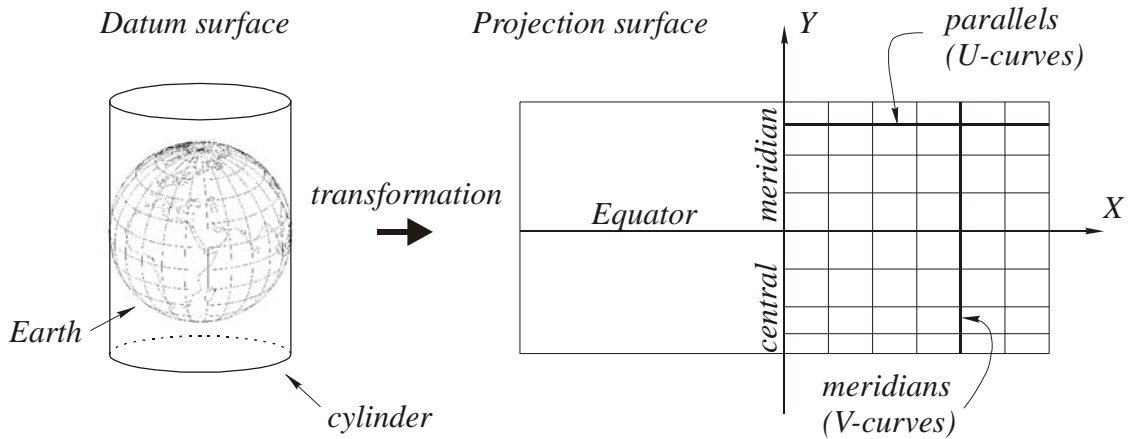 Datum surface
Projection surface
Y
parallels
(U-curves)
meridian
transformation
Equator
X
central
Earth
meridians
(V-curves)
cylinder